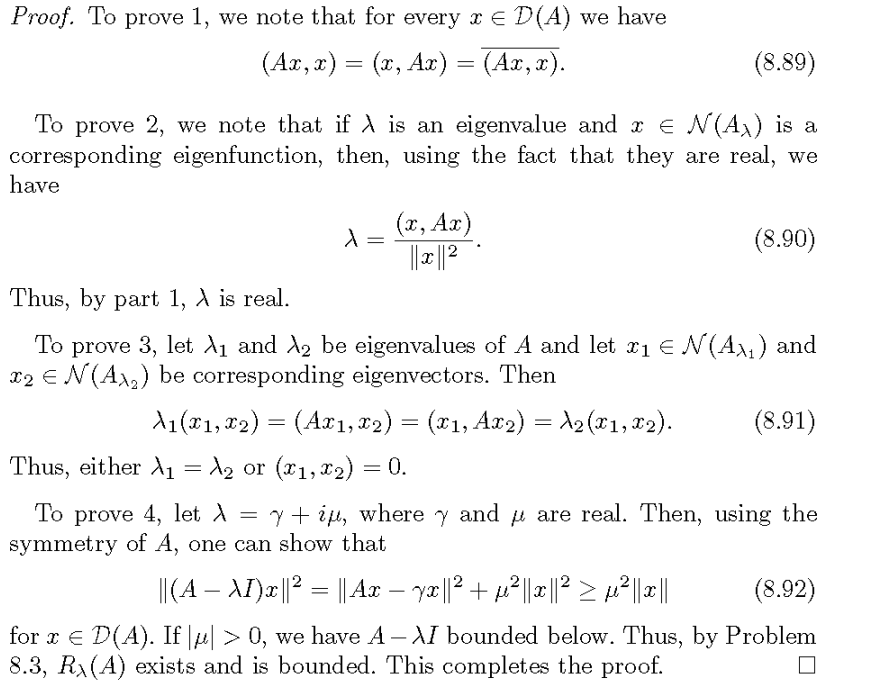 Proof. To prove 1, we note that for every x ∈ D(A) we have
(Ax, x) = (x, Ax) = \overline{(Ax, x)}. (8.89)
To prove 2, we note that if λ is an eigenvalue and x ∈ N(A_λ) is a
corresponding eigenfunction, then, using the fact that they are real, we
have
λ = \frac{(x, Ax)}{‖x‖²}. (8.90)
Thus, by part 1, λ is real.
To prove 3, let λ₁ and λ₂ be eigenvalues of A and let x₁ ∈ N(A_{λ₁}) and
x₂ ∈ N(A_{λ₂}) be corresponding eigenvectors. Then
λ₁(x₁, x₂) = (Ax₁, x₂) = (x₁, Ax₂) = λ₂(x₁, x₂). (8.91)
Thus, either λ₁ = λ₂ or (x₁, x₂) = 0.
To prove 4, let λ = γ + iμ, where γ and μ are real. Then, using the
symmetry of A, one can show that
‖(A − λI)x‖² = ‖Ax − γx‖² + μ²‖x‖² ≥ μ²‖x‖ (8.92)
for x ∈ D(A). If |μ| > 0, we have A − λI bounded below. Thus, by Problem
8.3, R_λ(A) exists and is bounded. This completes the proof. □